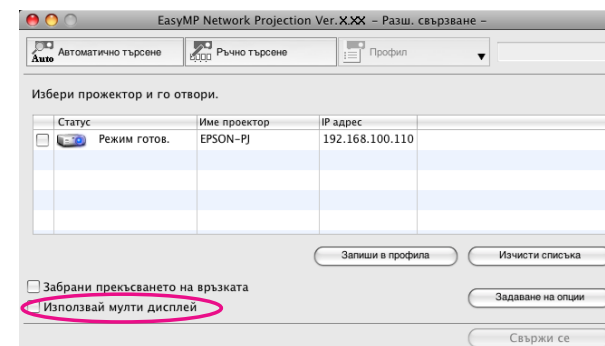 EasyMP Network Projection Ver.X.XX – Разш. свързване –
Auto Автоматично търсене Ръчно търсене Профил
Избери прожектор и го отвори.
Статус Име проектор IP адрес
Режим готов. EPSON-PJ 192.168.100.110
Запиши в профила Изчисти списъка
Забрани прекъсването на връзката
Задаване на опции
Използвай мулти дисплей
Свържи се